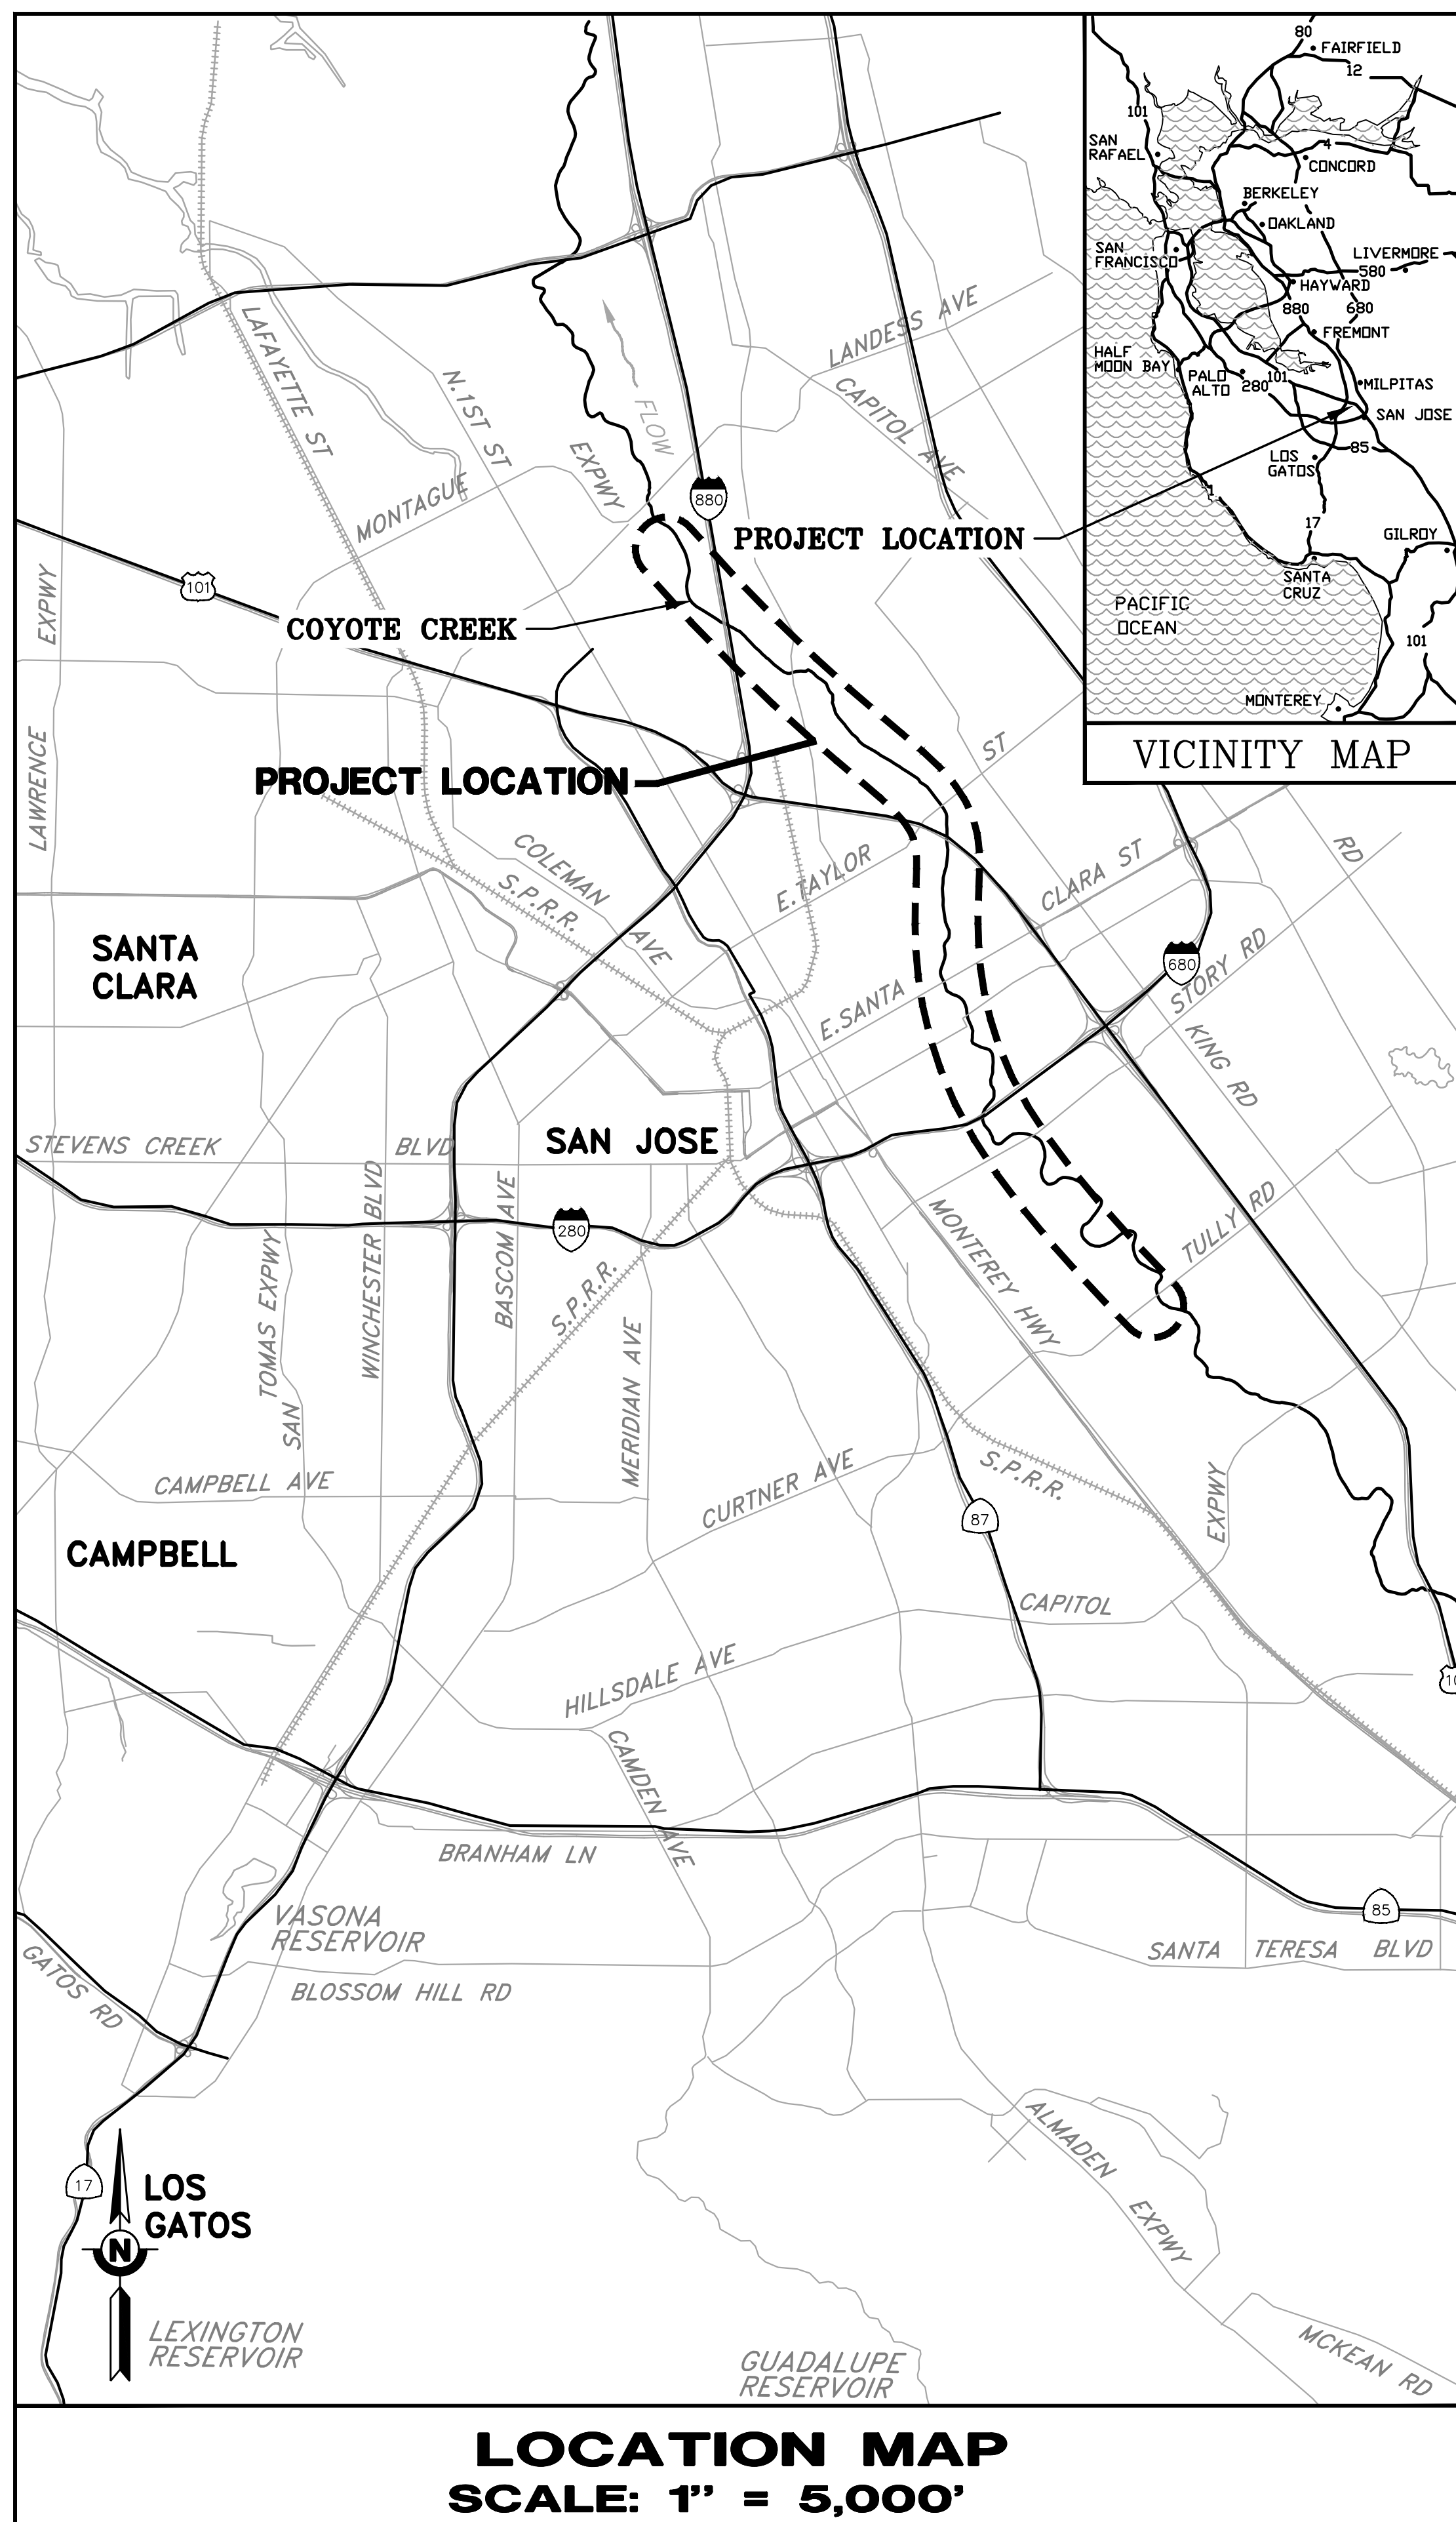 80
FAIRFIELD
12
101
SAN
RAFAEL
4
CONCORD
BERKELEY
OAKLAND
SAN
FRANCISCO
LIVERMORE
580
HAYWARD
880
680
FREMONT
HALF
MOON BAY
PALO
ALTO
280
101
MILPITAS
SAN JOSE
85
LOS
GATOS
1
17
GILROY
SANTA
CRUZ
PACIFIC
OCEAN
101
MONTEREY
VICINITY MAP
LANDESS AVE
CAPITOL AVE
LAFAYETTE ST
N.1ST ST
FLOW
EXPWY
MONTAGUE
880
PROJECT LOCATION
101
EXPWY
COYOTE CREEK
LAWRENCE
ST
PROJECT LOCATION
COLEMAN
AVE
S.P.R.R.
E.TAYLOR
CLARA ST
RD
SANTA
CLARA
680
STORY RD
E.SANTA
KING RD
STEVENS CREEK
BLVD
SAN JOSE
WINCHESTER BLVD
BASCOM AVE
280
MONTEREY HWY
TULLY RD
TOMAS EXPWY
SAN
S.P.R.R.
MERIDIAN AVE
CAMPBELL AVE
CURTNER AVE
S.P.R.R.
EXPWY
87
CAMPBELL
CAPITOL
HILLSDALE AVE
10
CAMDEN AVE
BRANHAM LN
VASONA
RESERVOIR
85
SANTA TERESA BLVD
GATOS RD
BLOSSOM HILL RD
ALMADEN
EXPWY
17
LOS
GATOS
N
LEXINGTON
RESERVOIR
GUADALUPE
RESERVOIR
MCKEAN RD
LOCATION MAP
SCALE: 1" = 5,000'